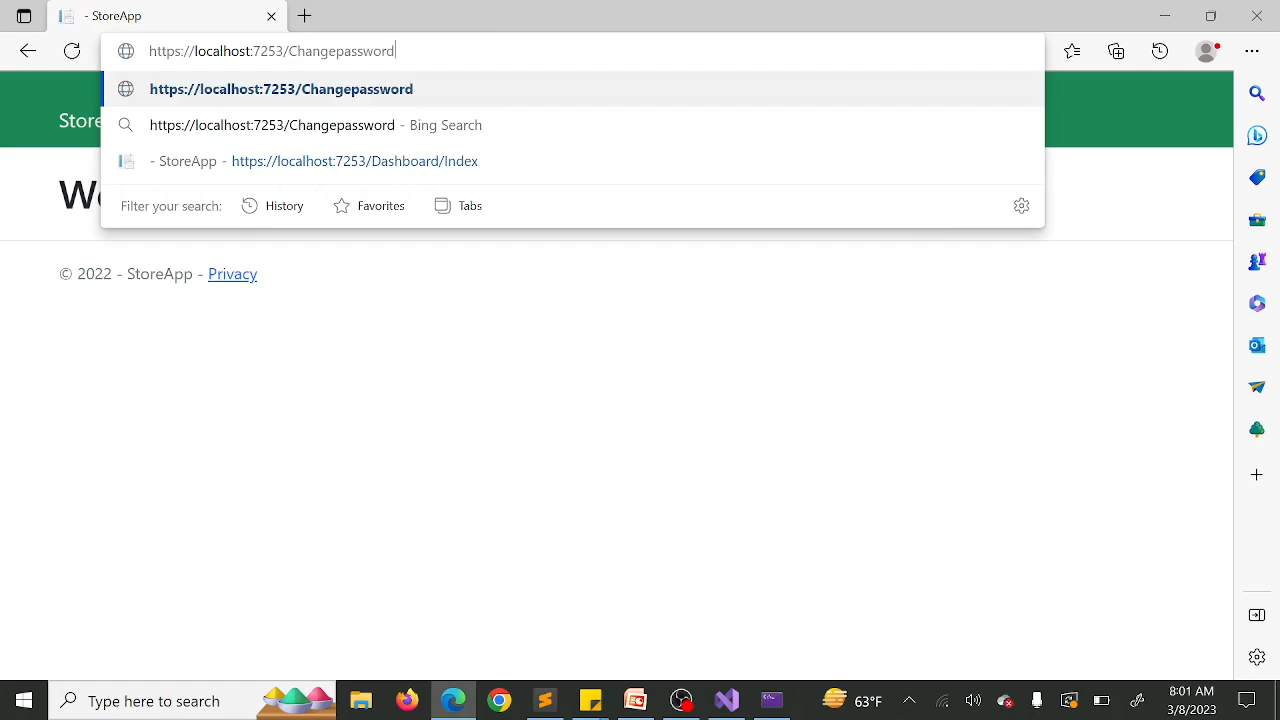 - StoreApp
https://localhost:7253/Changepassword
https://localhost:7253/Changepassword
https://localhost:7253/Changepassword - Bing Search
- StoreApp - https://localhost:7253/Dashboard/Index
Filter your search: History Favorites Tabs
© 2022 - StoreApp - Privacy
Type here to search
63°F
8:01 AM
3/8/2023